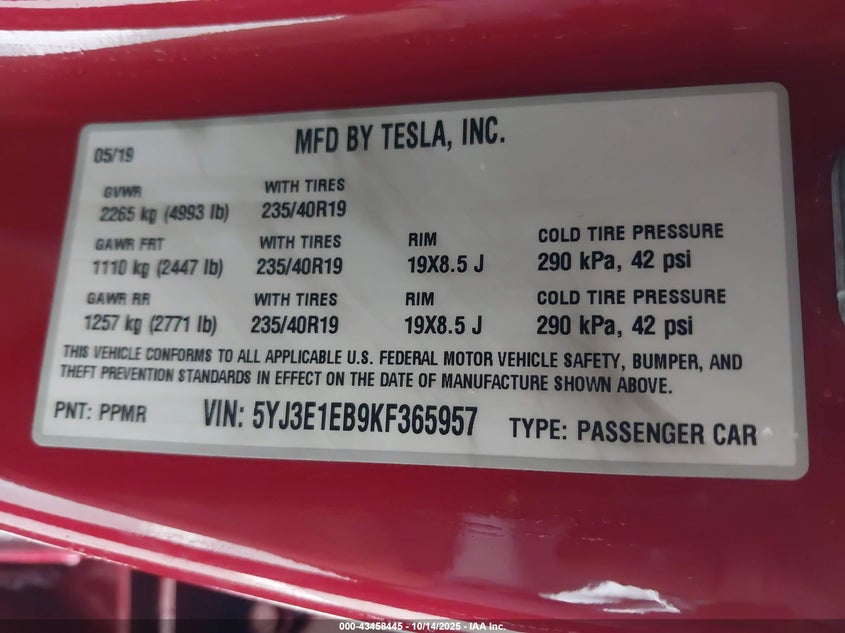 MFD BY TESLA, INC.
05/19
GVWR WITH TIRES
2265 kg (4993 lb) 235/40R19
GAWR FRT WITH TIRES RIM COLD TIRE PRESSURE
1110 kg (2447 lb) 235/40R19 19X8.5 J 290 kPa, 42 psi
GAWR RR WITH TIRES RIM COLD TIRE PRESSURE
1257 kg (2771 lb) 235/40R19 19X8.5 J 290 kPa, 42 psi
THIS VEHICLE CONFORMS TO ALL APPLICABLE U.S. FEDERAL MOTOR VEHICLE SAFETY, BUMPER, AND
THEFT PREVENTION STANDARDS IN EFFECT ON THE DATE OF MANUFACTURE SHOWN ABOVE.
PNT: PPMR VIN: 5YJ3E1EB9KF365957 TYPE: PASSENGER CAR
000-43458445 - 10/14/2025 - IAA Inc.